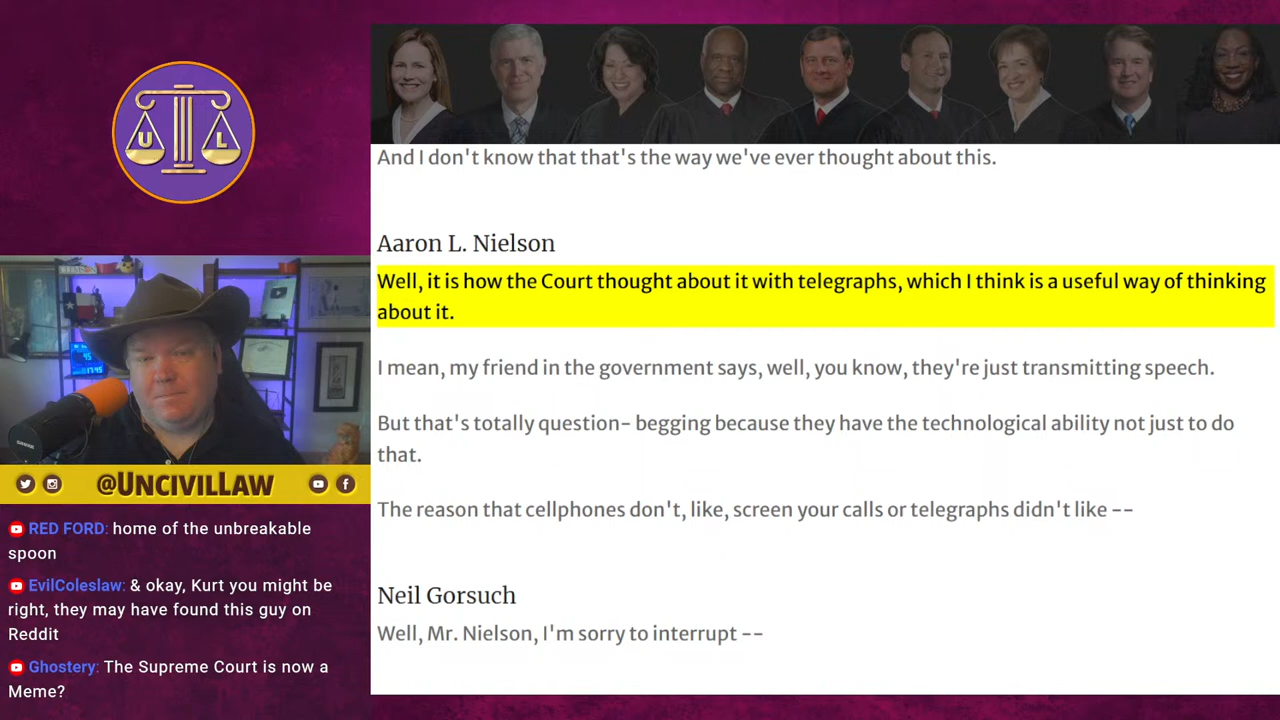 U L
45
@UNCIVILLAW
RED FORD: home of the unbreakable
spoon
EvilColeslaw: & okay, Kurt you might be
right, they may have found this guy on
Reddit
Ghostery: The Supreme Court is now a
Meme?
And I don't know that that's the way we've ever thought about this.
Aaron L. Nielson
Well, it is how the Court thought about it with telegraphs, which I think is a useful way of thinking
about it.
I mean, my friend in the government says, well, you know, they're just transmitting speech.
But that's totally question- begging because they have the technological ability not just to do
that.
The reason that cellphones don't, like, screen your calls or telegraphs didn't like --
Neil Gorsuch
Well, Mr. Nielson, I'm sorry to interrupt --